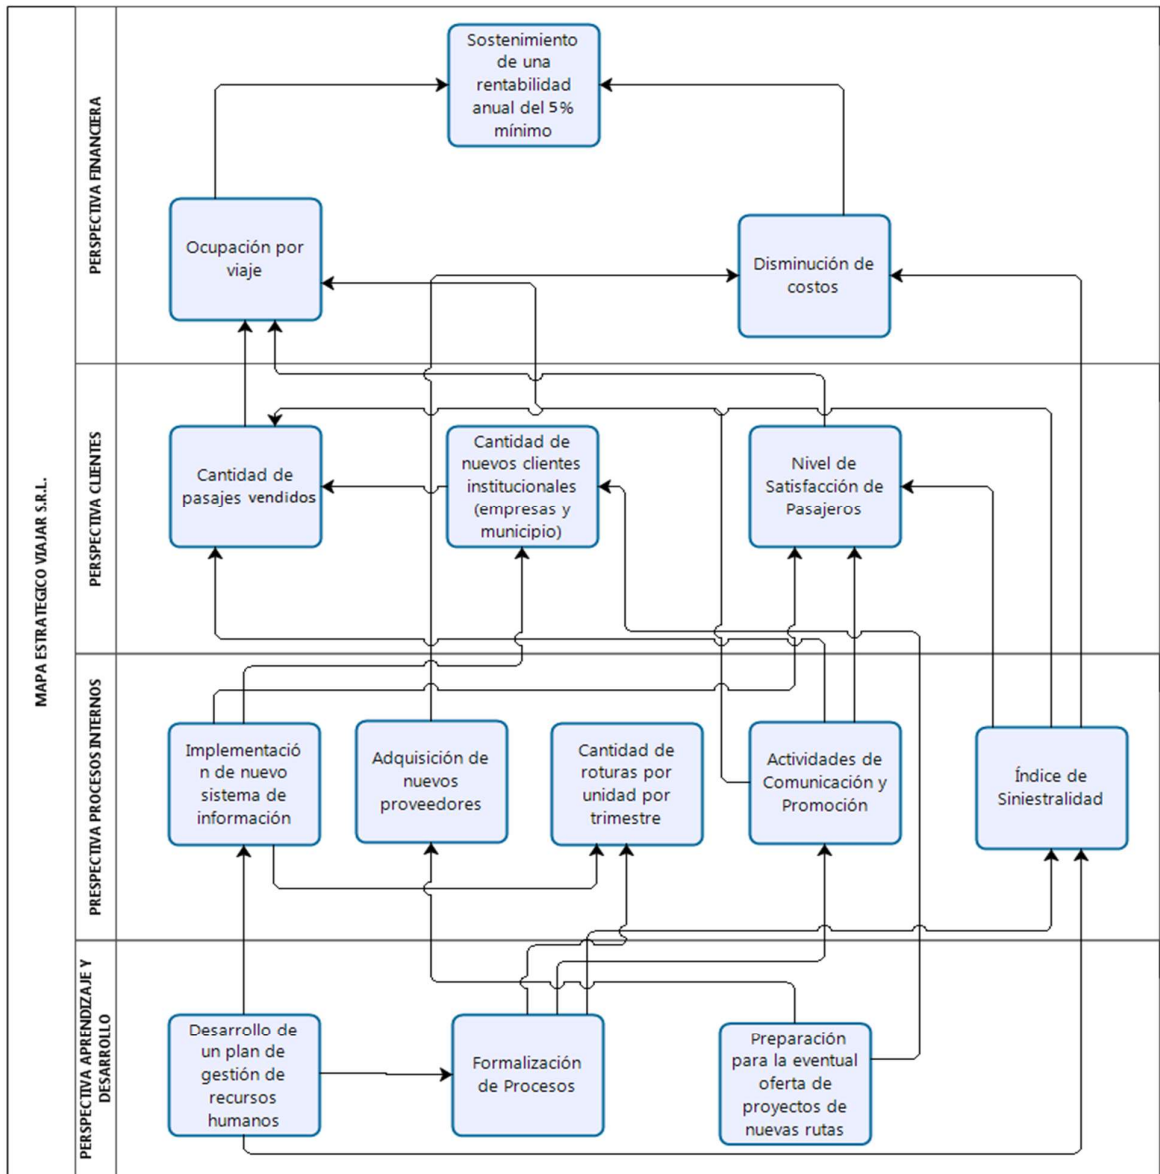 MAPA ESTRATEGICO VIAJAR S.R.L.
PERSPECTIVA FINANCIERA
Sostenimiento
de una
rentabilidad
anual del 5%
mínimo
Ocupación por
viaje
Disminución de
costos
PERSPECTIVA CLIENTES
Cantidad de
pasajes vendidos
Cantidad de
nuevos clientes
institucionales
(empresas y
municipio)
Nivel de
Satisfacción de
Pasajeros
PRESPECTIVA PROCESOS INTERNOS
Implementació
n de nuevo
sistema de
información
Adquisición de
nuevos
proveedores
Cantidad de
roturas por
unidad por
trimestre
Actividades de
Comunicación y
Promoción
Índice de
Siniestralidad
PERSPECTIVA APRENDIZAJE Y
DESARROLLO
Desarrollo de
un plan de
gestión de
recursos
humanos
Formalización
de Procesos
Preparación
para la eventual
oferta de
proyectos de
nuevas rutas